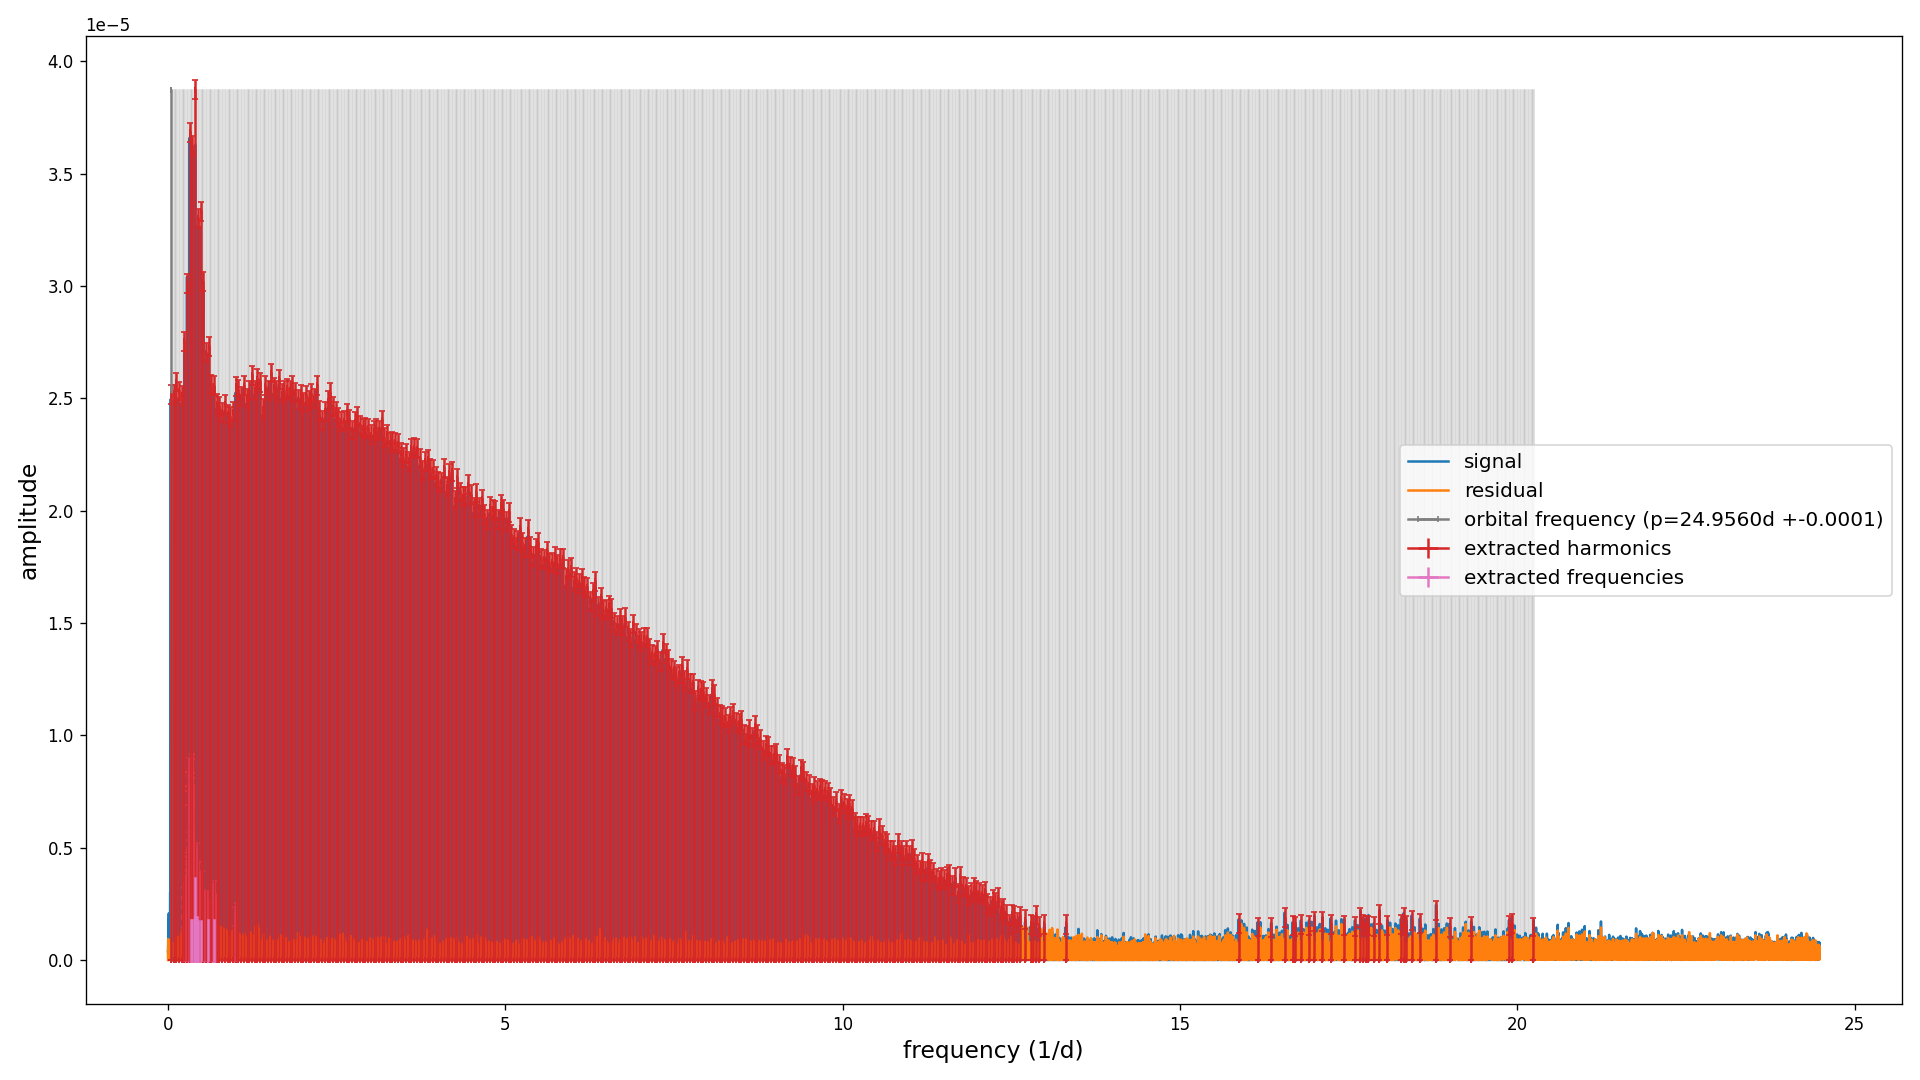 1e−5
4.0
3.5
3.0
2.5
2.0
1.5
1.0
0.5
0.0
amplitude
signal
residual
orbital frequency (p=24.9560d +-0.0001)
extracted harmonics
extracted frequencies
0 5 10 15 20 25
frequency (1/d)